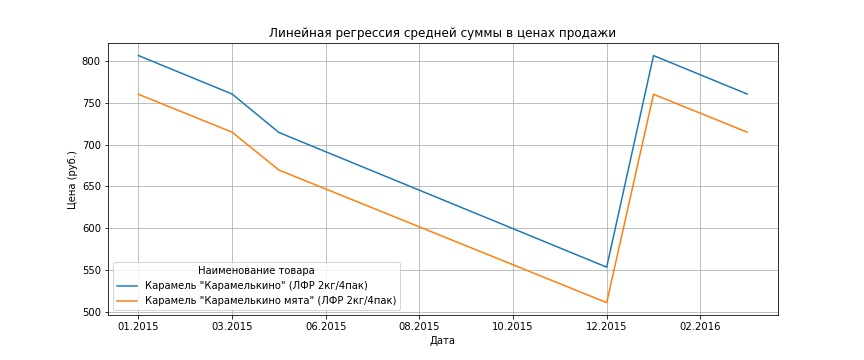 Линейная регрессия средней суммы в ценах продажи
800
750
700
650
600
550
500
Цена (руб.)
Наименование товара
Карамель "Карамелькино" (ЛФР 2кг/4пак)
Карамель "Карамелькино мята" (ЛФР 2кг/4пак)
01.2015 03.2015 06.2015 08.2015 10.2015 12.2015 02.2016
Дата